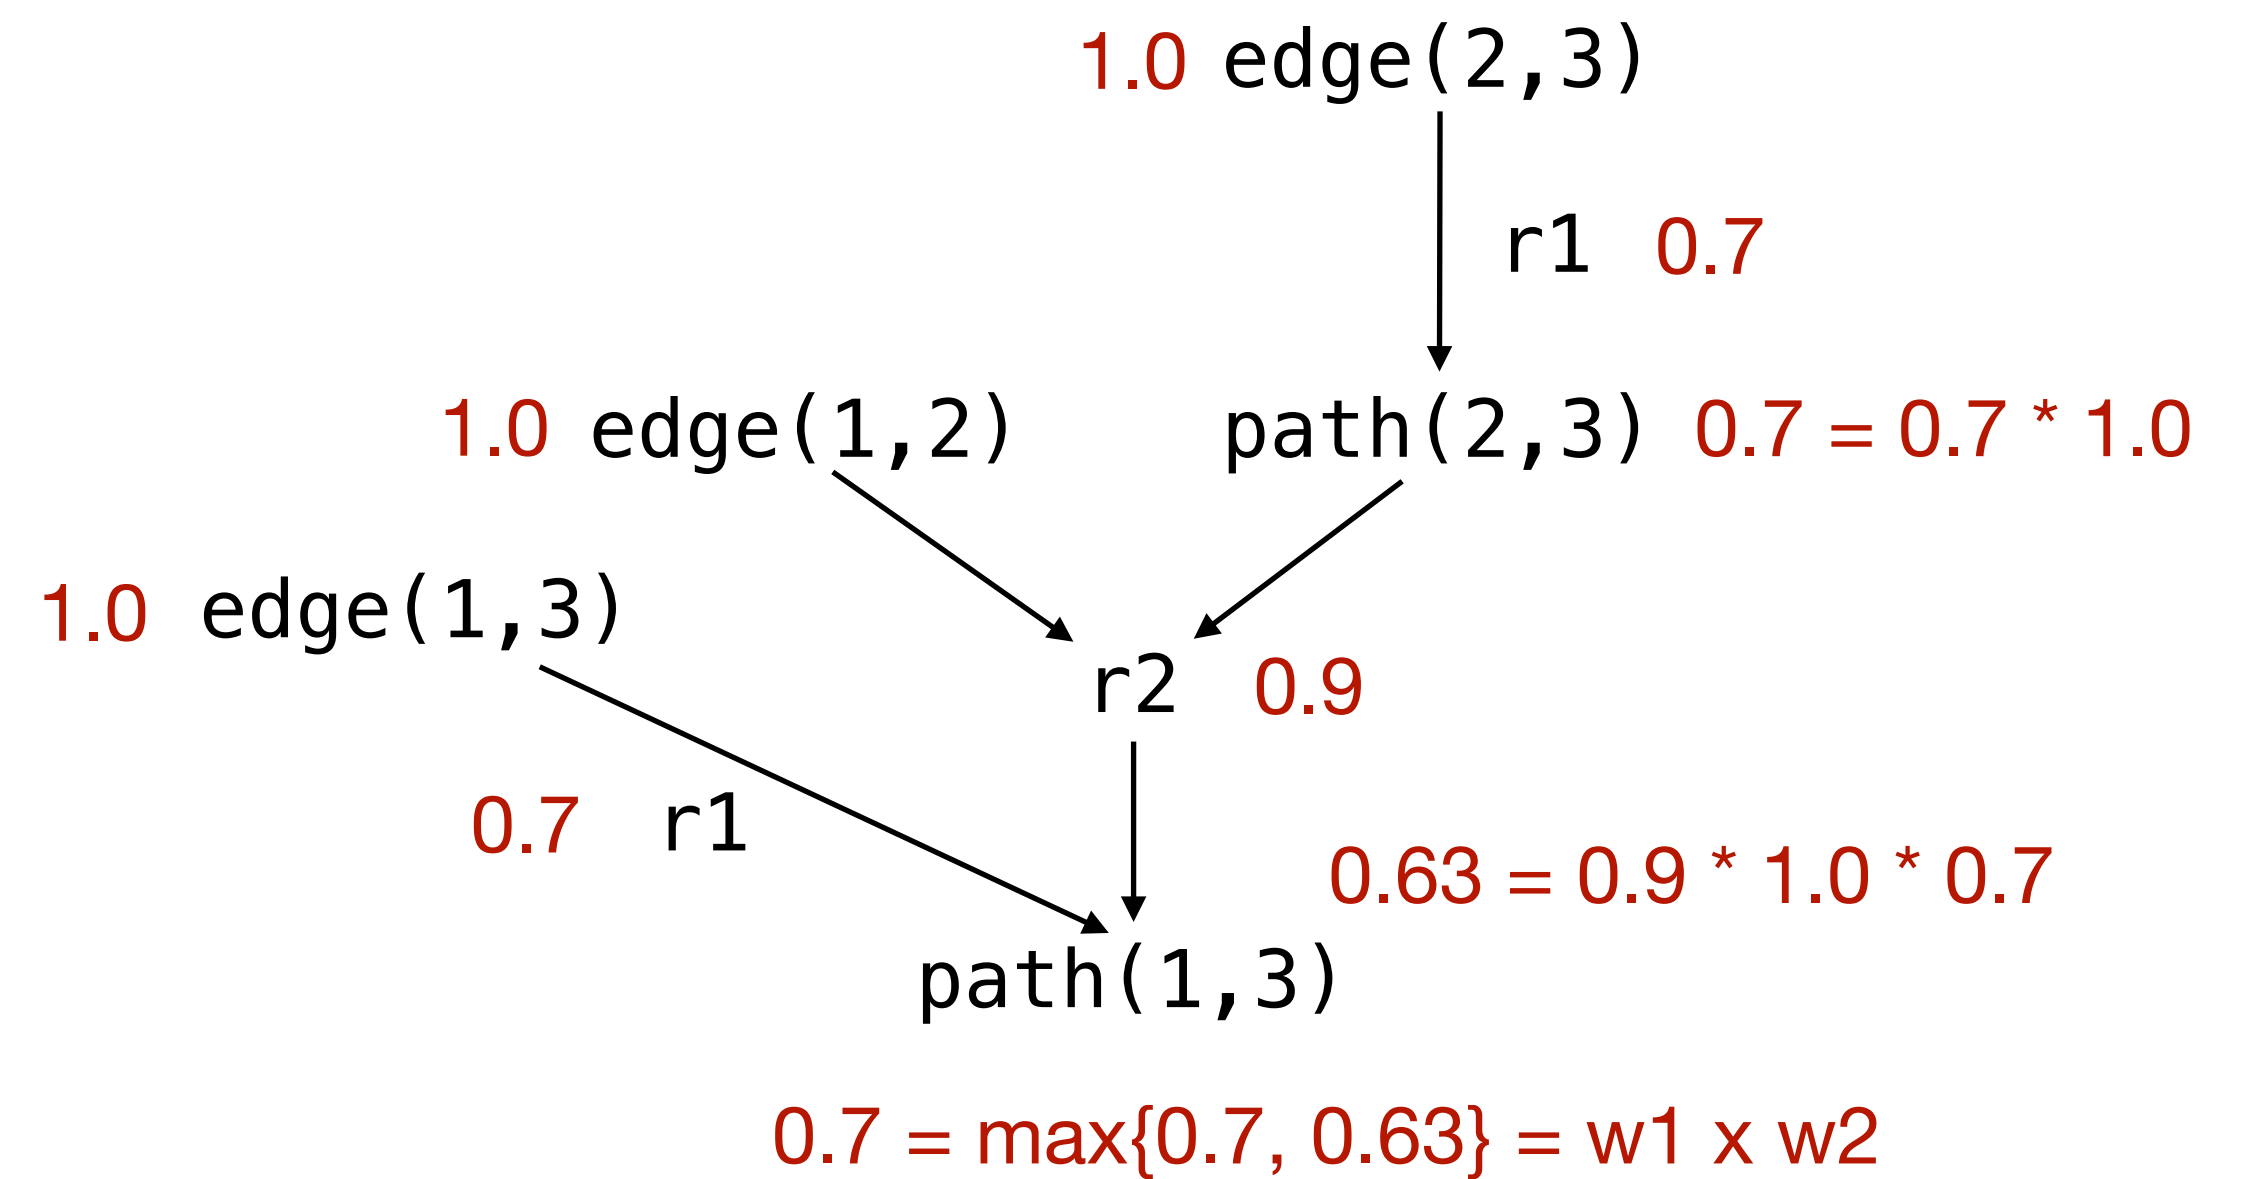 1.0 edge(2,3)
r1 0.7
1.0 edge(1,2)
path(2,3) 0.7 = 0.7 * 1.0
1.0 edge(1,3)
r2 0.9
0.7 r1
0.63 = 0.9 * 1.0 * 0.7
path(1,3)
0.7 = max{0.7, 0.63} = w1 x w2